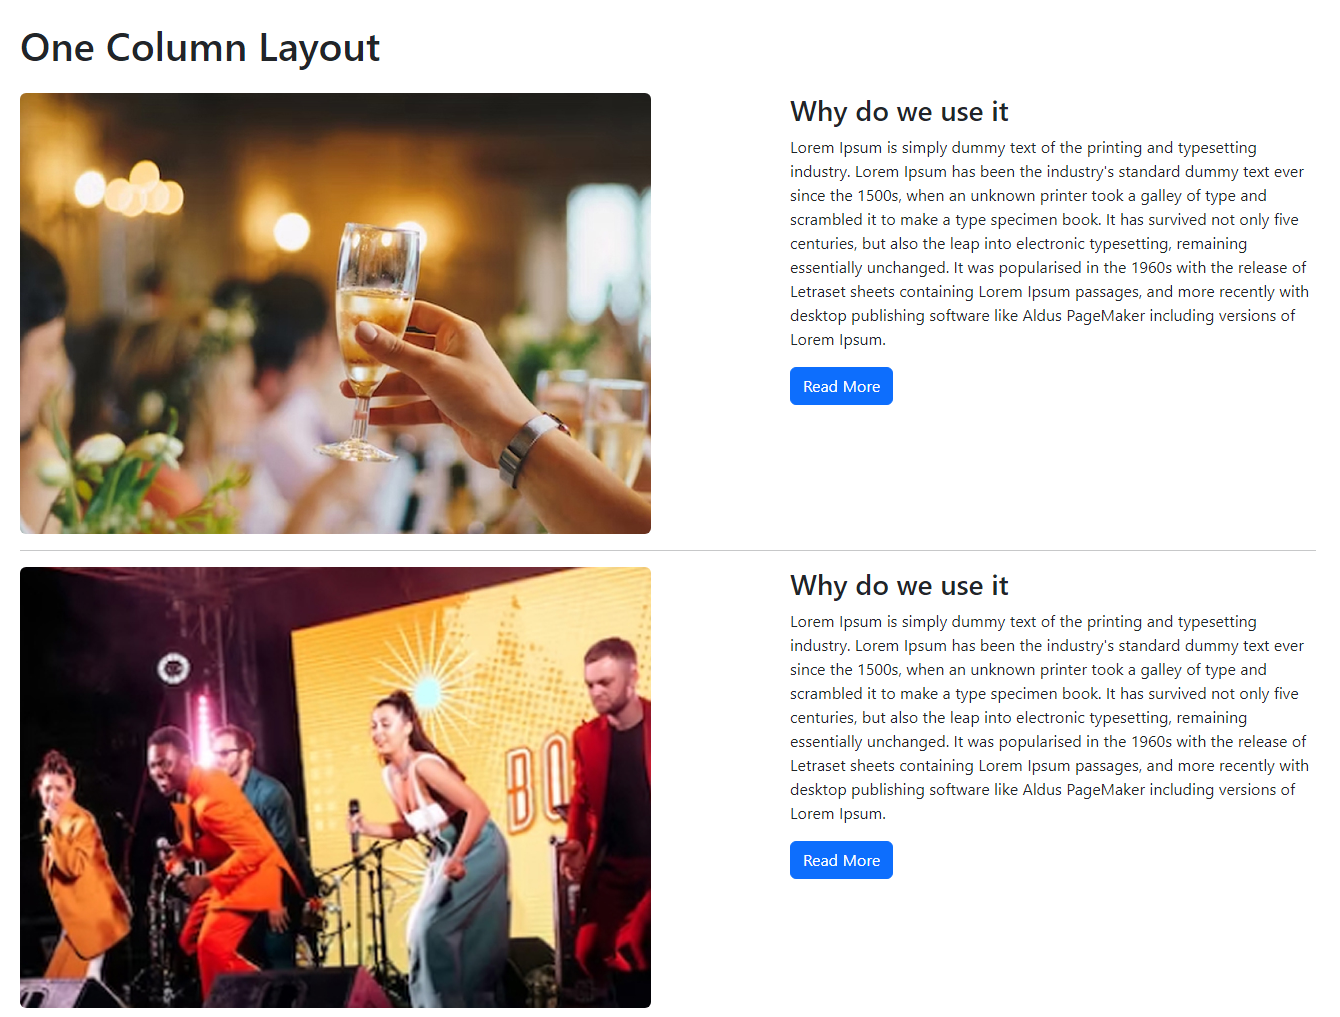 One Column Layout
Why do we use it
Lorem Ipsum is simply dummy text of the printing and typesetting
industry. Lorem Ipsum has been the industry's standard dummy text ever
since the 1500s, when an unknown printer took a galley of type and
scrambled it to make a type specimen book. It has survived not only five
centuries, but also the leap into electronic typesetting, remaining
essentially unchanged. It was popularised in the 1960s with the release of
Letraset sheets containing Lorem Ipsum passages, and more recently with
desktop publishing software like Aldus PageMaker including versions of
Lorem Ipsum.
Read More
Why do we use it
Lorem Ipsum is simply dummy text of the printing and typesetting
industry. Lorem Ipsum has been the industry's standard dummy text ever
since the 1500s, when an unknown printer took a galley of type and
scrambled it to make a type specimen book. It has survived not only five
centuries, but also the leap into electronic typesetting, remaining
essentially unchanged. It was popularised in the 1960s with the release of
Letraset sheets containing Lorem Ipsum passages, and more recently with
desktop publishing software like Aldus PageMaker including versions of
Lorem Ipsum.
Read More